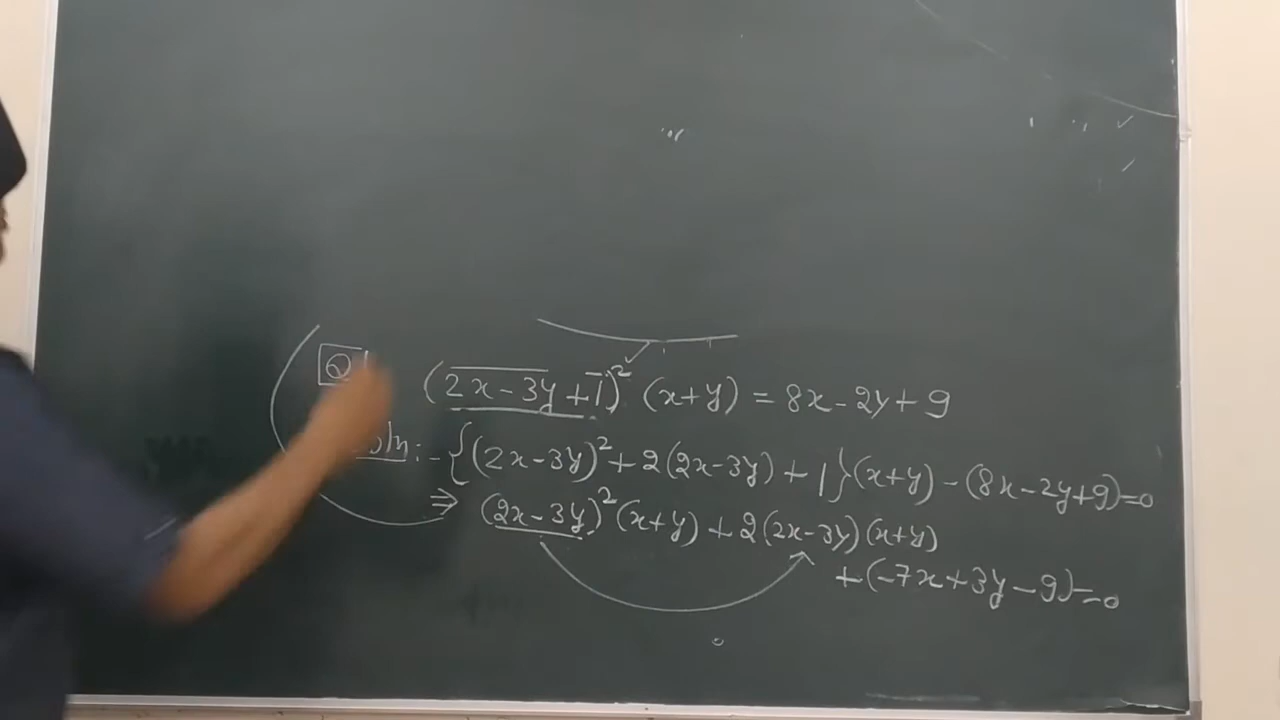 Q (2x-3y+1)² (x+y) = 8x-2y+9
:- {(2x-3y)²+2(2x-3y)+1}(x+y)-(8x-2y+9)=0
⇒ (2x-3y)²(x+y)+2(2x-3y)(x+y)
+(-7x+3y-9)=0